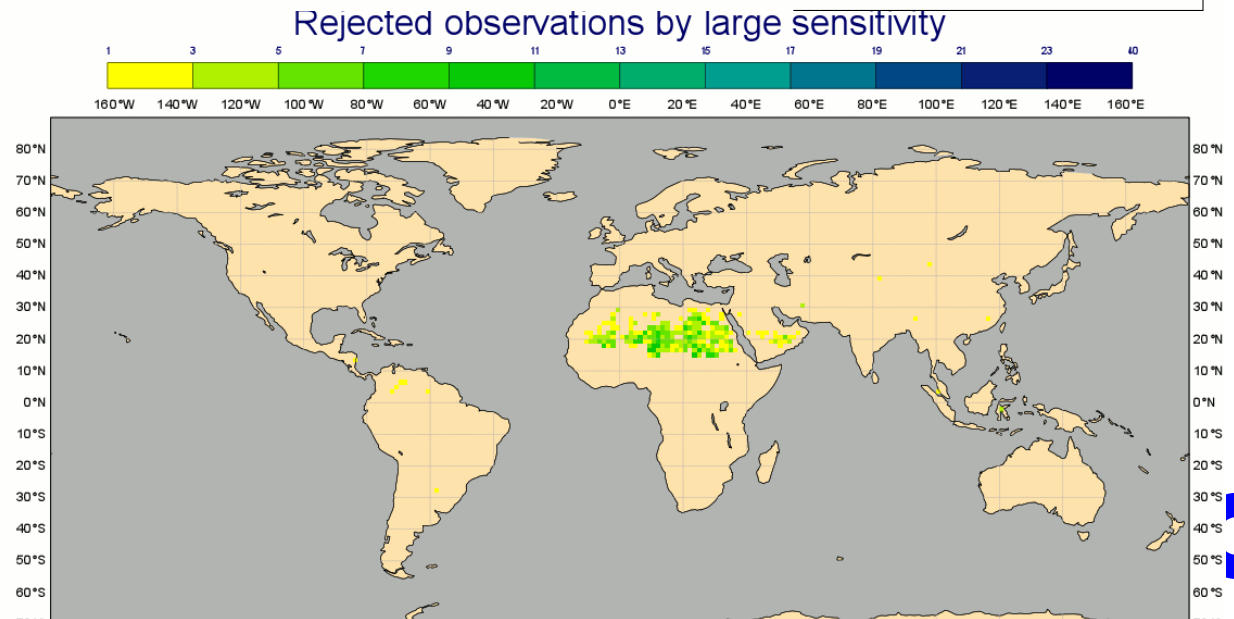 Rejected observations by large sensitivity
1 3 5 7 9 11 13 15 17 19 21 23 40
160°W 140°W 120°W 100°W 80°W 60°W 40°W 20°W 0°E 20°E 40°E 60°E 80°E 100°E 120°E 140°E 160°E
80°N 80°N
70°N 70°N
60°N 60°N
50°N 50°N
40°N 40°N
30°N 30°N
20°N 20°N
10°N 10°N
0°N 0°N
10°S 10°S
20°S 20°S
30°S 30°S
40°S 40°S
50°S 50°S
60°S 60°S